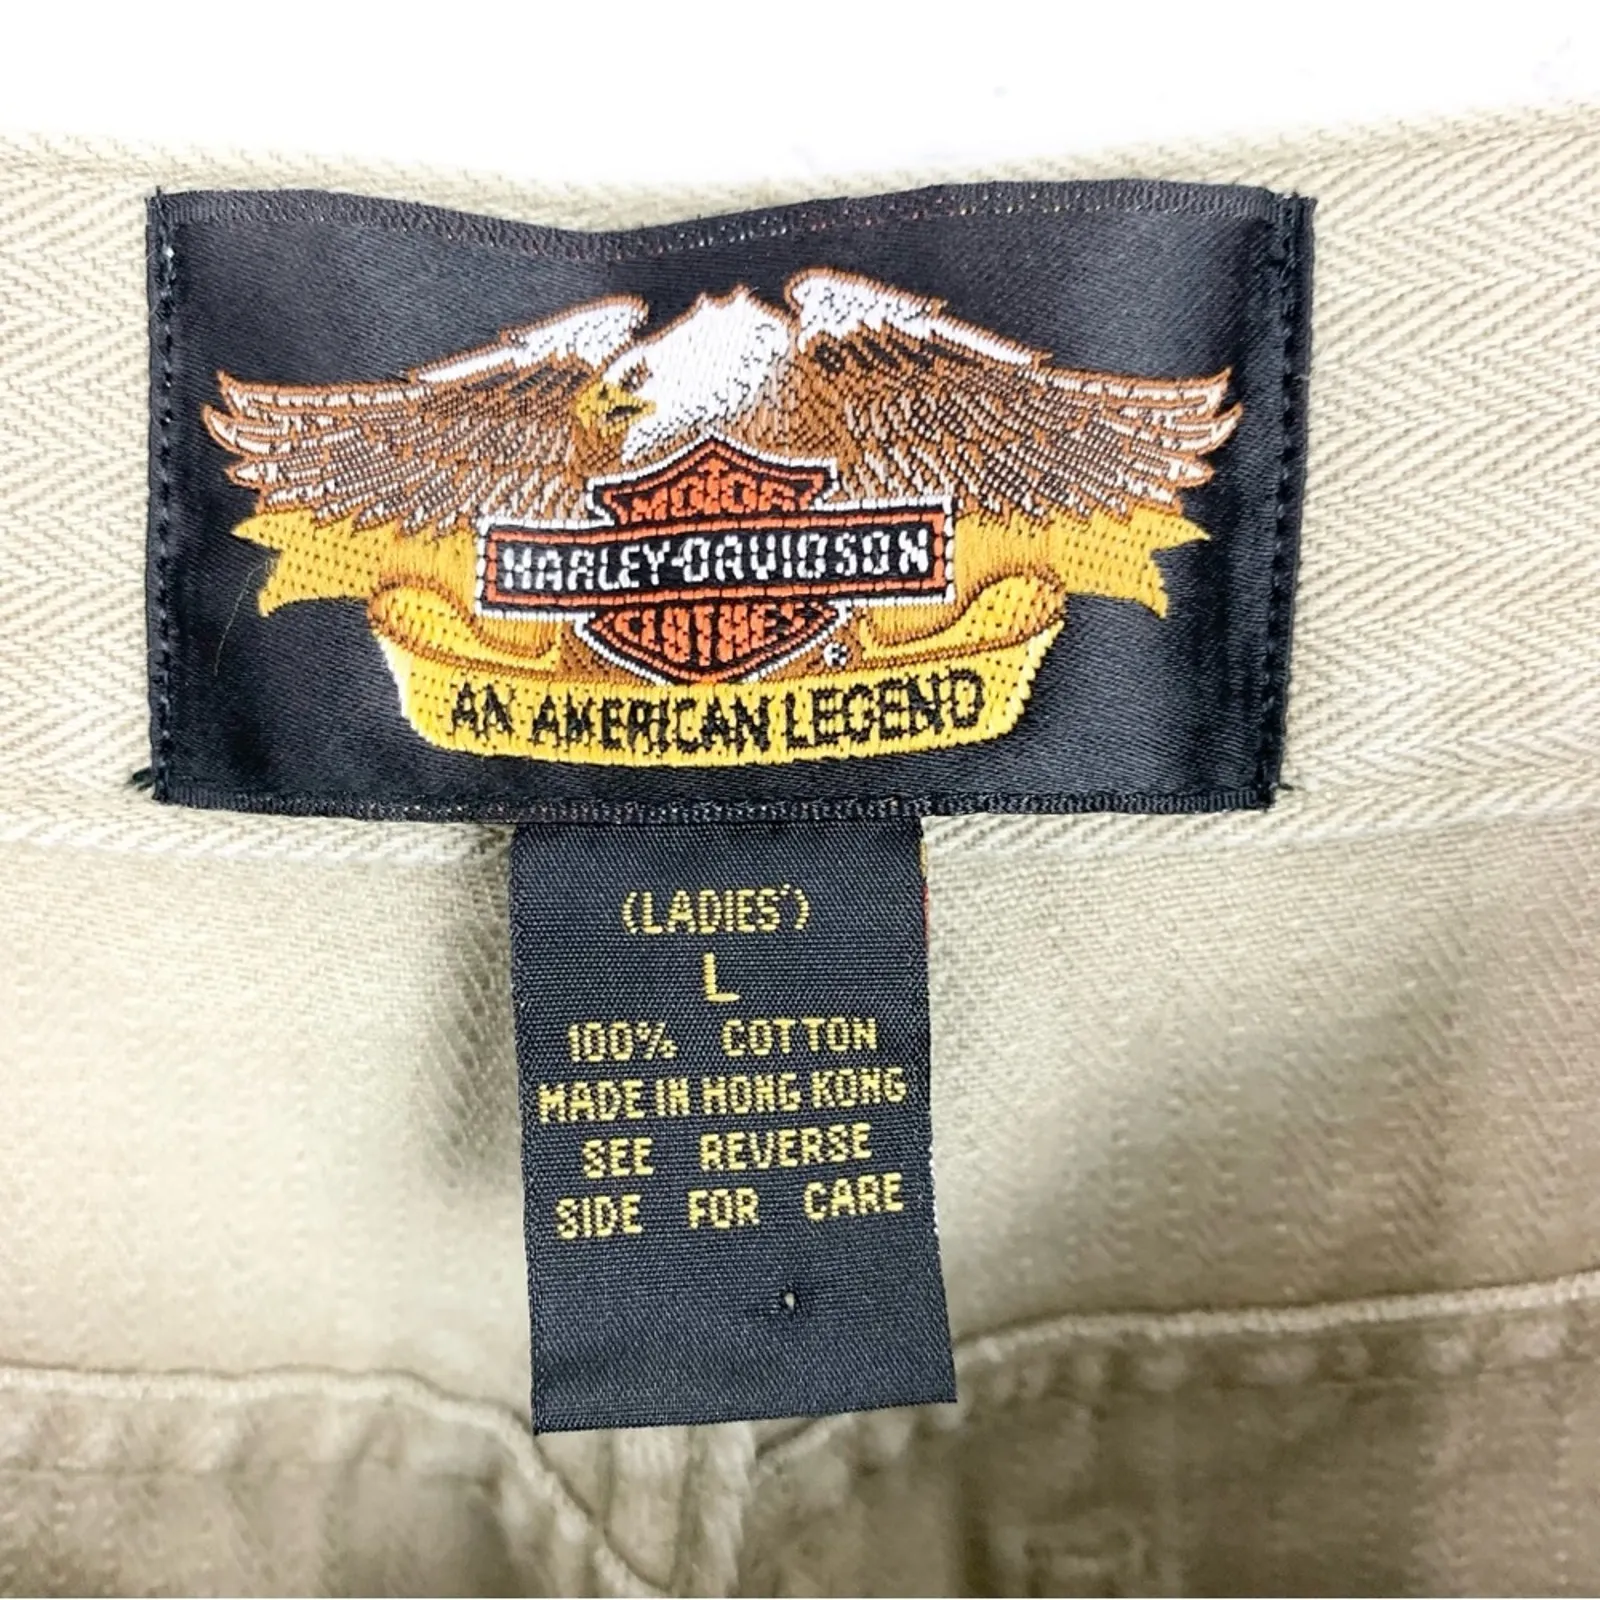 MOTOR
HARLEY-DAVIDSON
CLOTHES
®
AN AMERICAN LEGEND
(LADIES')
L
100% COTTON
MADE IN HONG KONG
SEE REVERSE
SIDE FOR CARE